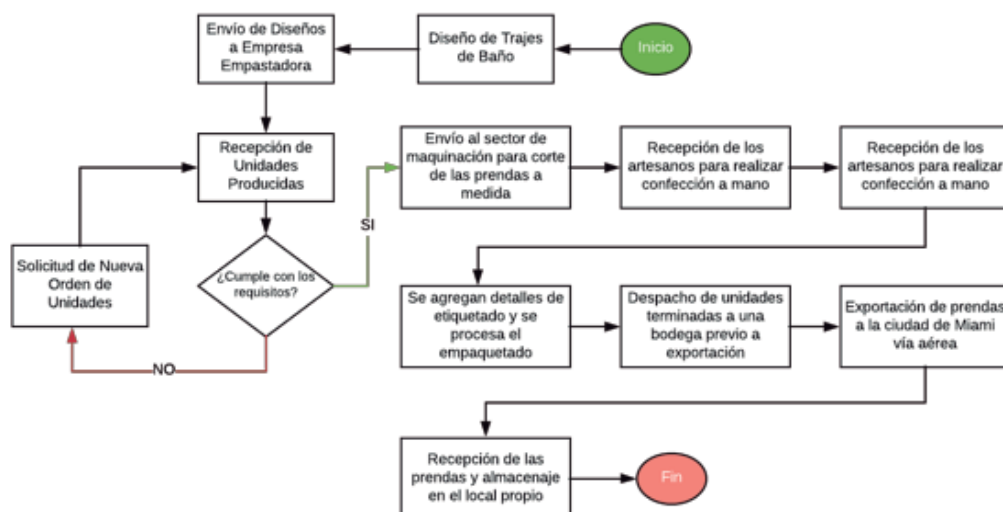 Inicio
Diseño de Trajes
de Baño
Envío de Diseños
a Empresa
Empastadora
Recepción de
Unidades
Producidas
¿Cumple con los
requisitos?
NO
Solicitud de Nueva
Orden de
Unidades
SI
Envío al sector de
maquinación para corte
de las prendas a
medida
Recepción de los
artesanos para realizar
confección a mano
Recepción de los
artesanos para realizar
confección a mano
Se agregan detalles de
etiquetado y se
procesa el
empaquetado
Despacho de unidades
terminadas a una
bodega previo a
exportación
Exportación de prendas
a la ciudad de Miami
vía aérea
Recepción de las
prendas y almacenaje
en el local propio
Fin